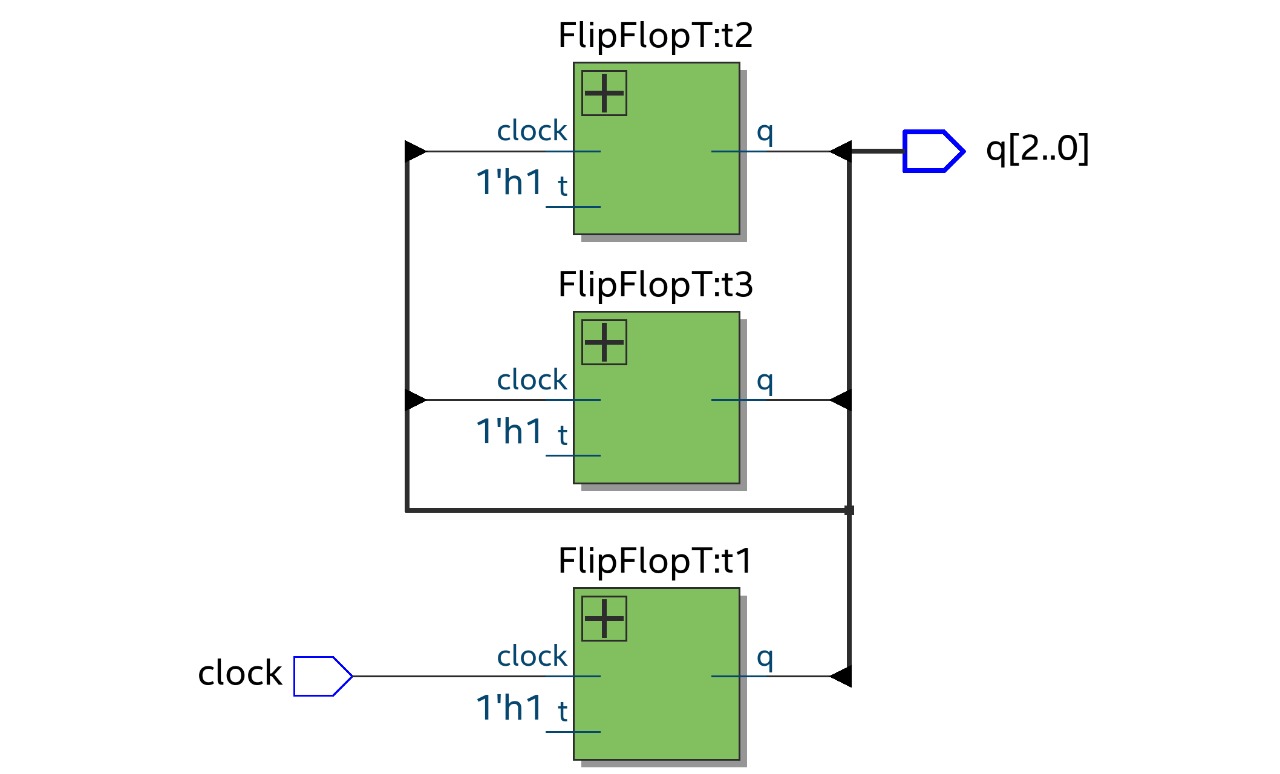 FlipFlopT:t2
clock q
1'h1 t
q[2..0]
FlipFlopT:t3
clock q
1'h1 t
FlipFlopT:t1
clock clock q
1'h1 t